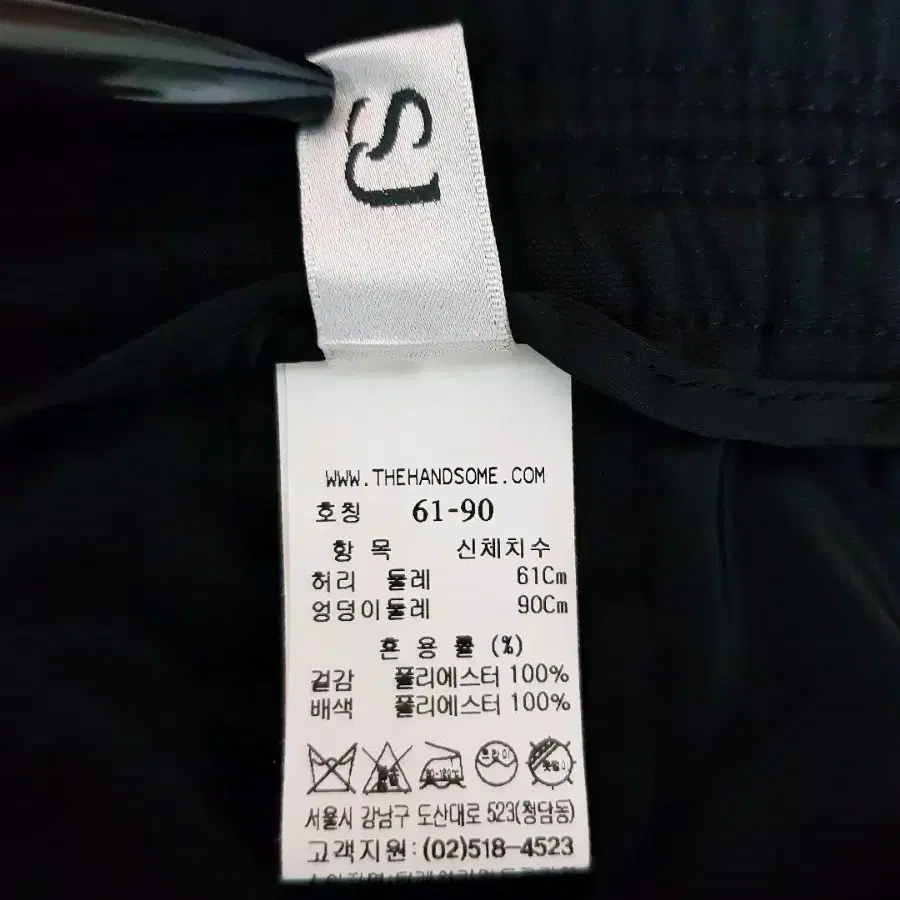 SJ
WWW.THEHANDSOME.COM
호칭 61-90
항 목 신체치수
허리 둘레 61Cm
엉덩이둘레 90Cm
혼 용 률 (%)
겉감 폴리에스터 100%
배색 폴리에스터 100%
드라이
서울시 강남구 도산대로 523(청담동)
고객지원:(02)518-4523